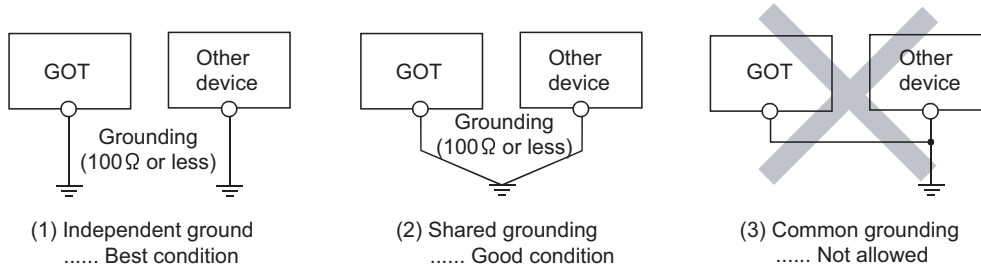 GOT
Other
device
Grounding
(100Ω or less)
(1) Independent ground
...... Best condition
GOT
Other
device
Grounding
(100Ω or less)
(2) Shared grounding
...... Good condition
GOT
Other
device
(3) Common grounding
...... Not allowed